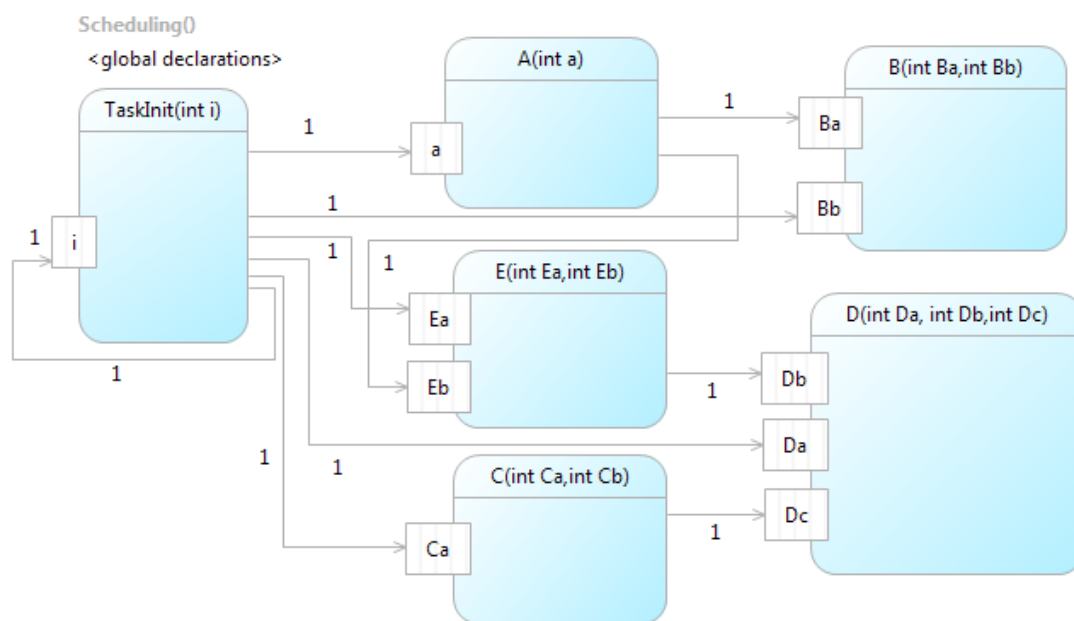 Scheduling()
<global declarations>
TaskInit(int i)
A(int a)
B(int Ba,int Bb)
1
1
a
Ba
1
Bb
1
i
1
1
E(int Ea,int Eb)
Ea
D(int Da, int Db,int Dc)
1
Eb
Db
1
Da
1
1
C(int Ca,int Cb)
Dc
1
Ca